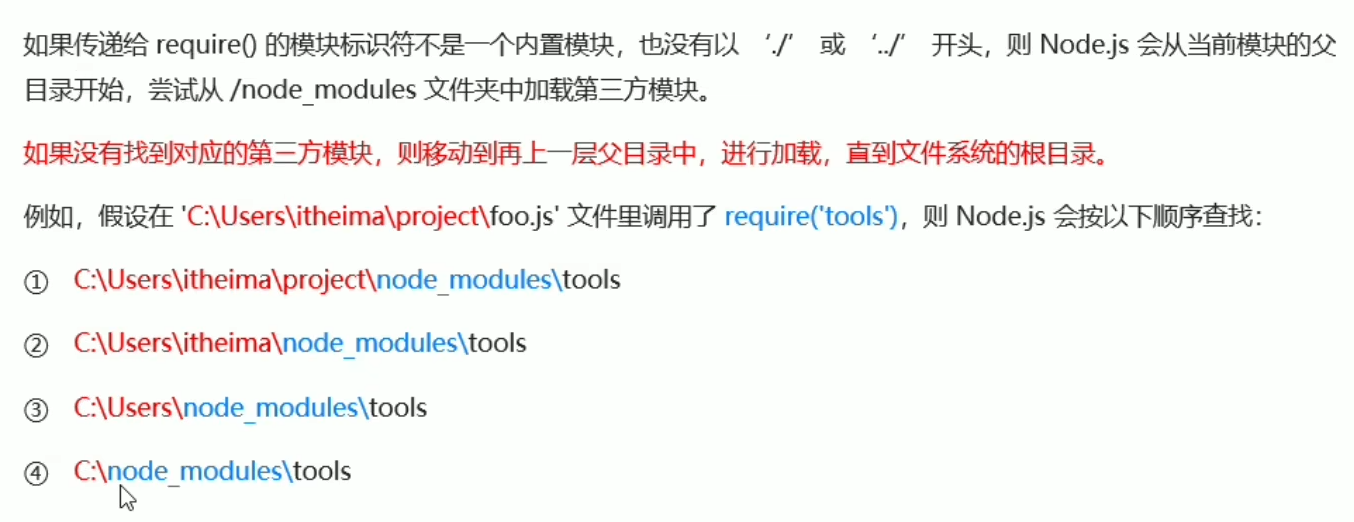 如果传递给 require() 的模块标识符不是一个内置模块，也没有以 ‘./’ 或 ‘../’ 开头，则 Node.js 会从当前模块的父
目录开始，尝试从 /node_modules 文件夹中加载第三方模块。
如果没有找到对应的第三方模块，则移动到再上一层父目录中，进行加载，直到文件系统的根目录。
例如，假设在 'C:\Users\itheima\project\foo.js' 文件里调用了 require('tools')，则 Node.js 会按以下顺序查找：
① C:\Users\itheima\project\node_modules\tools
② C:\Users\itheima\node_modules\tools
③ C:\Users\node_modules\tools
④ C:\node_modules\tools